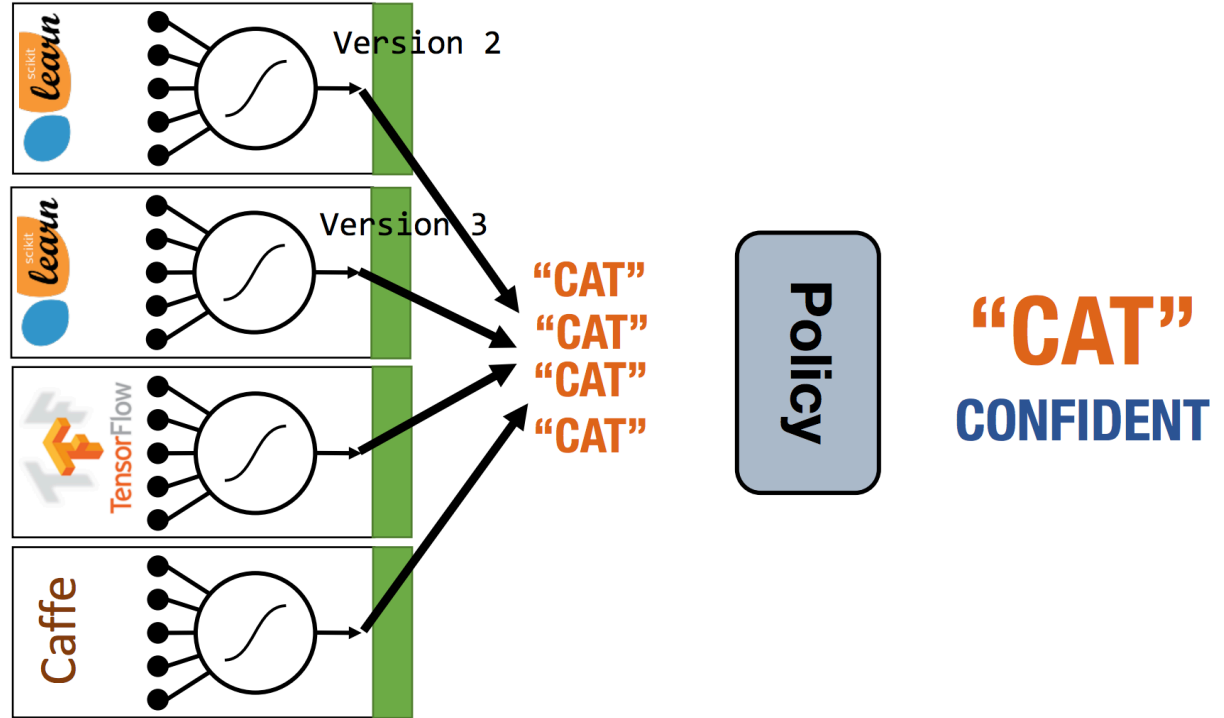 scikit
learn
Version 2
scikit
learn
Version 3
TensorFlow
Caffe
“CAT”
“CAT”
“CAT”
“CAT”
Policy
“CAT”
CONFIDENT